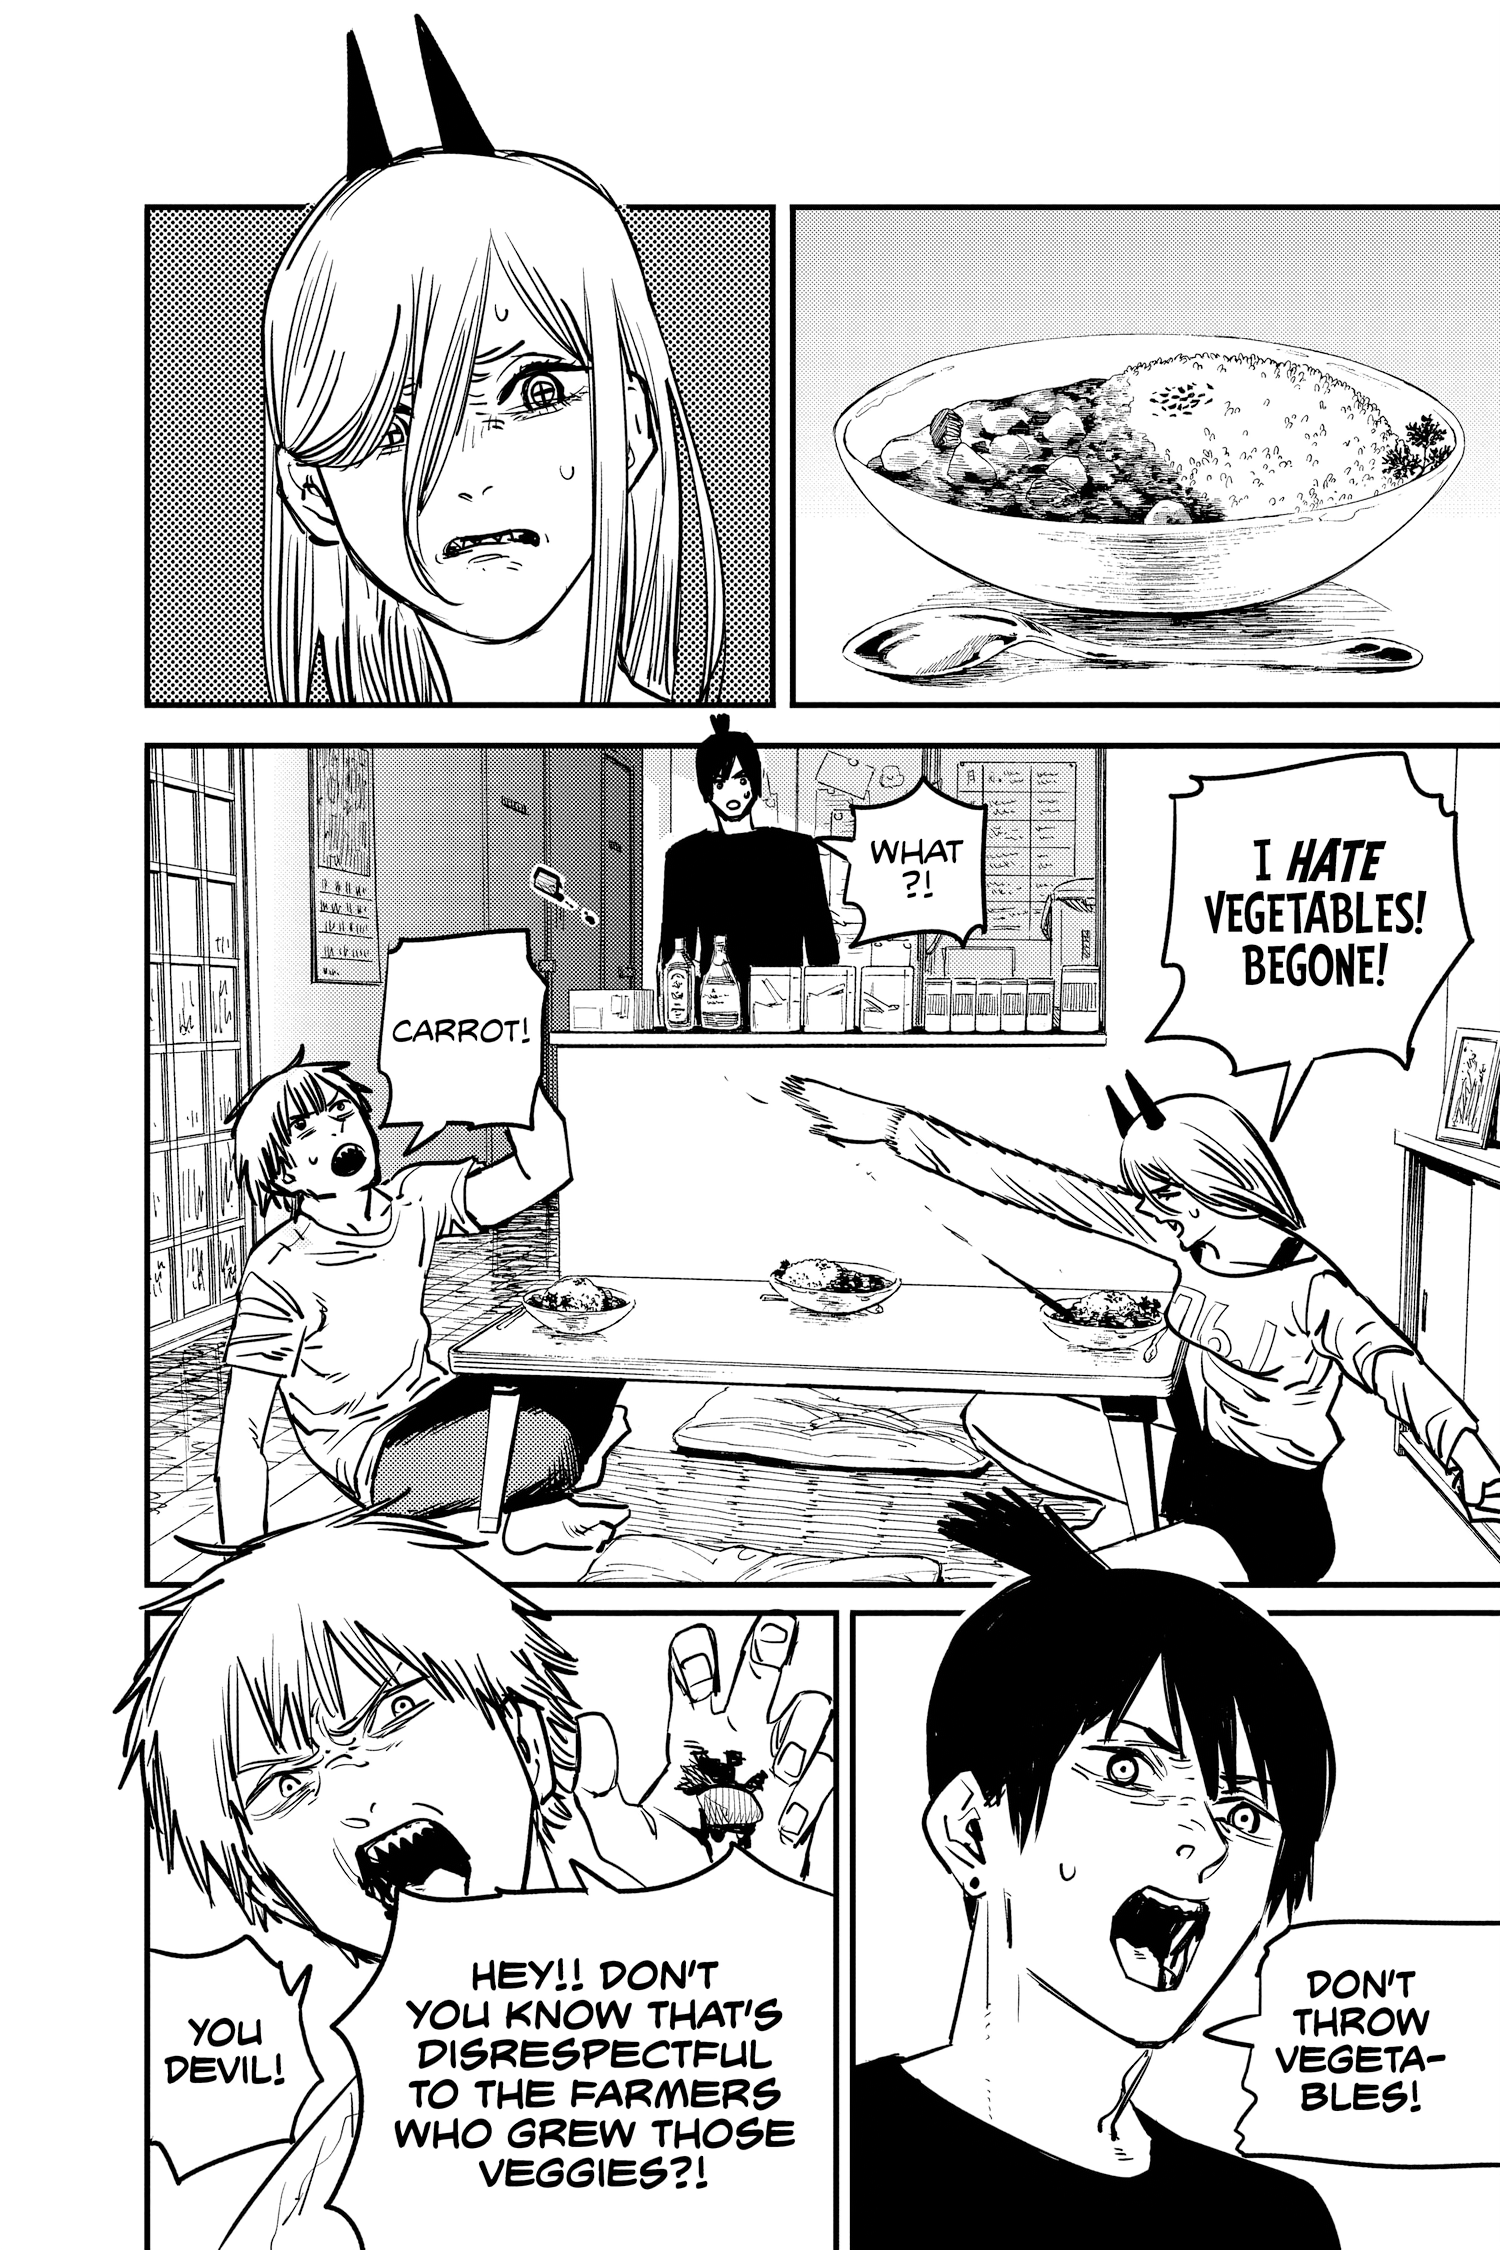 I HATE
VEGETABLES!
BEGONE!
WHAT
?!
CARROT!
DON'T
THROW
VEGETA-
BLES!
HEY!! DON'T
YOU KNOW THAT'S
DISRESPECTFUL
TO THE FARMERS
WHO GREW THOSE
VEGGIES?!
YOU
DEVIL!